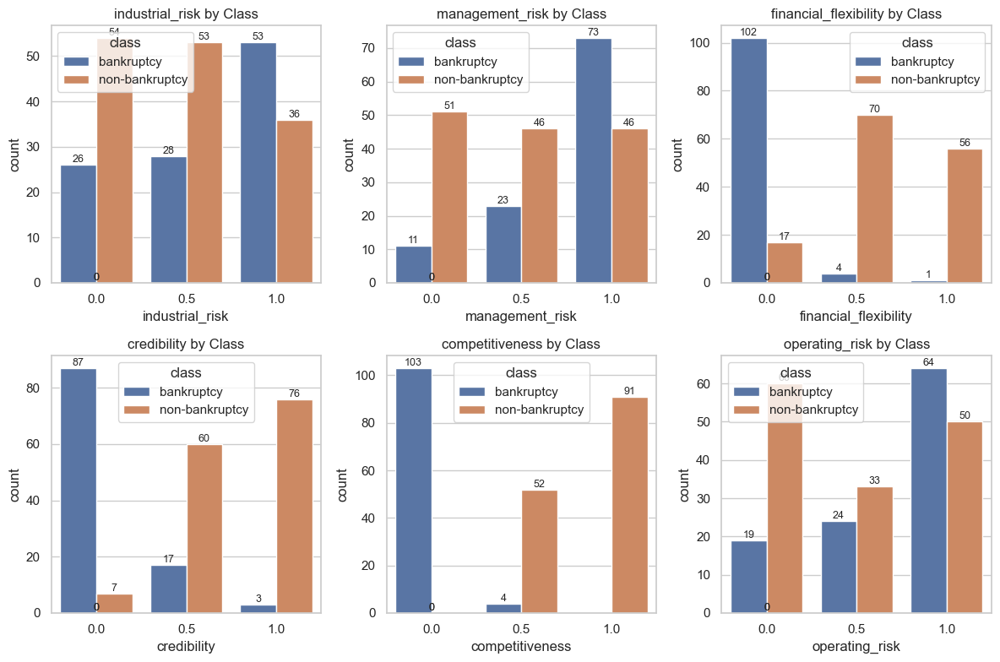 industrial_risk by Class
class
bankruptcy
non-bankruptcy
54
53
53
36
26
28
0
50
40
30
20
10
0
count
0.0 0.5 1.0
industrial_risk
management_risk by Class
class
bankruptcy
non-bankruptcy
73
51
46
46
23
11
0
70
60
50
40
30
20
10
0
count
0.0 0.5 1.0
management_risk
financial_flexibility by Class
class
bankruptcy
non-bankruptcy
102
70
56
17
4
1
0
100
80
60
40
20
0
count
0.0 0.5 1.0
financial_flexibility
credibility by Class
class
bankruptcy
non-bankruptcy
87
76
60
17
7
3
0
80
60
40
20
0
count
0.0 0.5 1.0
credibility
competitiveness by Class
class
bankruptcy
non-bankruptcy
103
91
52
4
0
100
80
60
40
20
0
count
0.0 0.5 1.0
competitiveness
operating_risk by Class
class
bankruptcy
non-bankruptcy
64
50
33
24
19
0
60
50
40
30
20
10
0
count
0.0 0.5 1.0
operating_risk